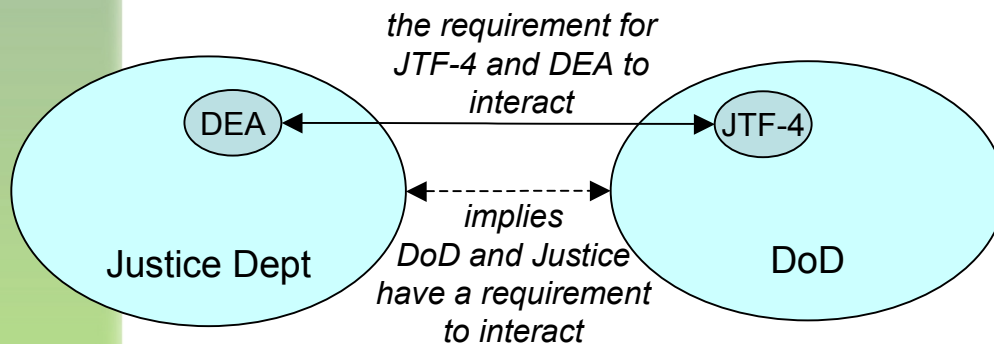 the requirement for
JTF-4 and DEA to
interact
DEA
JTF-4
implies
DoD and Justice
have a requirement
to interact
Justice Dept
DoD